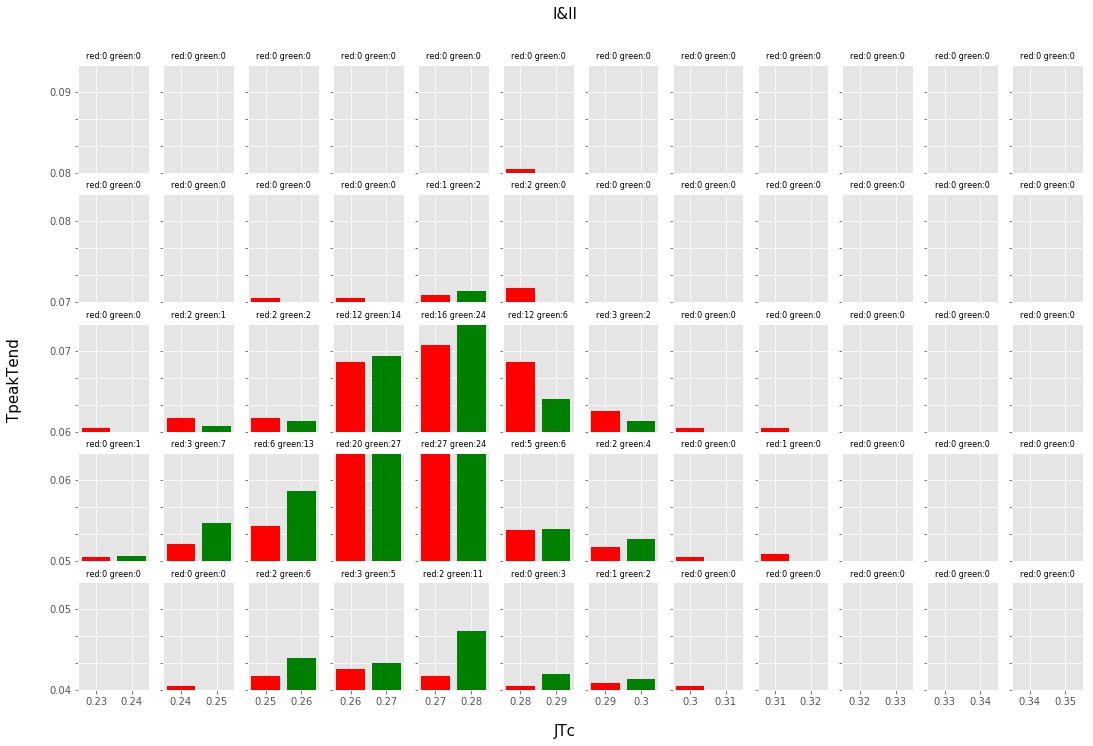 I&II
red:0 green:0 red:0 green:0 red:0 green:0 red:0 green:0 red:0 green:0 red:0 green:0 red:0 green:0 red:0 green:0 red:0 green:0 red:0 green:0 red:0 green:0 red:0 green:0
0.09
0.08
red:0 green:0 red:0 green:0 red:0 green:0 red:0 green:0 red:1 green:2 red:2 green:0 red:0 green:0 red:0 green:0 red:0 green:0 red:0 green:0 red:0 green:0 red:0 green:0
0.08
0.07
red:0 green:0 red:2 green:1 red:2 green:2 red:12 green:14 red:16 green:24 red:12 green:6 red:3 green:2 red:0 green:0 red:0 green:0 red:0 green:0 red:0 green:0 red:0 green:0
0.07
0.06
TpeakTend
red:0 green:1 red:3 green:7 red:6 green:13 red:20 green:27 red:27 green:24 red:5 green:6 red:2 green:4 red:0 green:0 red:1 green:0 red:0 green:0 red:0 green:0 red:0 green:0
0.06
0.05
red:0 green:0 red:0 green:0 red:2 green:6 red:3 green:5 red:2 green:11 red:0 green:3 red:1 green:2 red:0 green:0 red:0 green:0 red:0 green:0 red:0 green:0 red:0 green:0
0.05
0.04
0.23 0.24 0.24 0.25 0.25 0.26 0.26 0.27 0.27 0.28 0.28 0.29 0.29 0.3 0.3 0.31 0.31 0.32 0.32 0.33 0.33 0.34 0.34 0.35
JTc